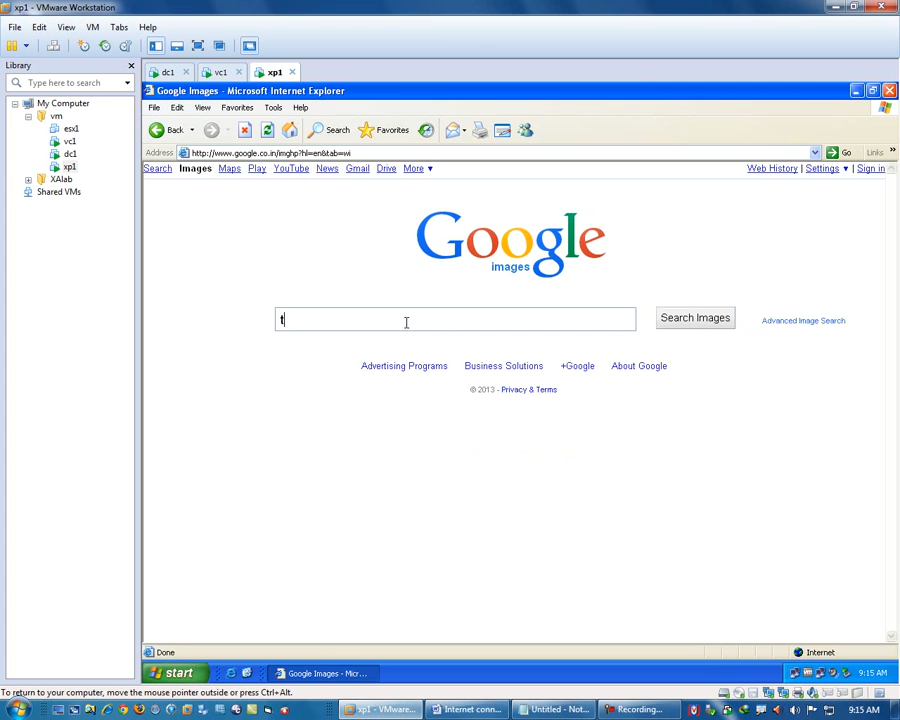 xp1 - VMware Workstation
File Edit View VM Tabs Help
Library
Type here to search
My Computer
vm
esx1
vc1
dc1
xp1
XAlab
Shared VMs
dc1 vc1 xp1
Google Images - Microsoft Internet Explorer
File Edit View Favorites Tools Help
Back Search Favorites
Address http://www.google.co.in/imghp?hl=en&tab=wi Go Links »
Search Images Maps Play YouTube News Gmail Drive More ▼ Web History | Settings ▼ | Sign in
Google
images
t
Search Images
Advanced Image Search
Advertising Programs Business Solutions +Google About Google
© 2013 - Privacy & Terms
Done Internet
start Google Images - Micr... 9:15 AM
To return to your computer, move the mouse pointer outside or press Ctrl+Alt.
xp1 - VMware... Internet conn... Untitled - Not... Recording... 9:15 AM